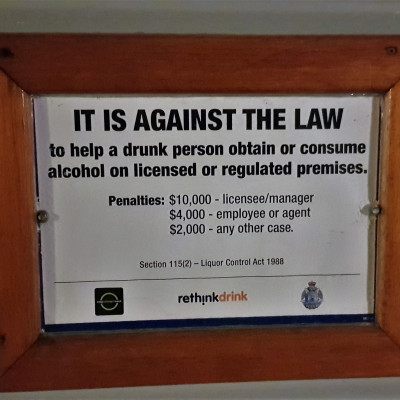 IT IS AGAINST THE LAW
to help a drunk person obtain or consume
alcohol on licensed or regulated premises.
Penalties: $10,000 - licensee/manager
$4,000 - employee or agent
$2,000 - any other case.
Section 115(2) – Liquor Control Act 1988
rethinkdrink